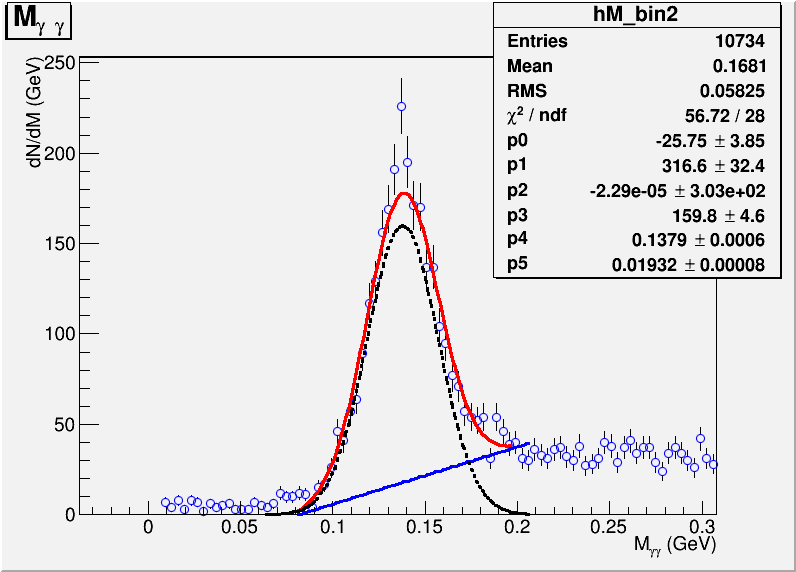 Mγ γ
hM_bin2
Entries 10734
Mean 0.1681
RMS 0.05825
χ² / ndf 56.72 / 28
p0 -25.75 ± 3.85
p1 316.6 ± 32.4
p2 -2.29e-05 ± 3.03e+02
p3 159.8 ± 4.6
p4 0.1379 ± 0.0006
p5 0.01932 ± 0.00008
dN/dM (GeV)
250
200
150
100
50
0
0 0.05 0.1 0.15 0.2 0.25 0.3
Mγγ (GeV)